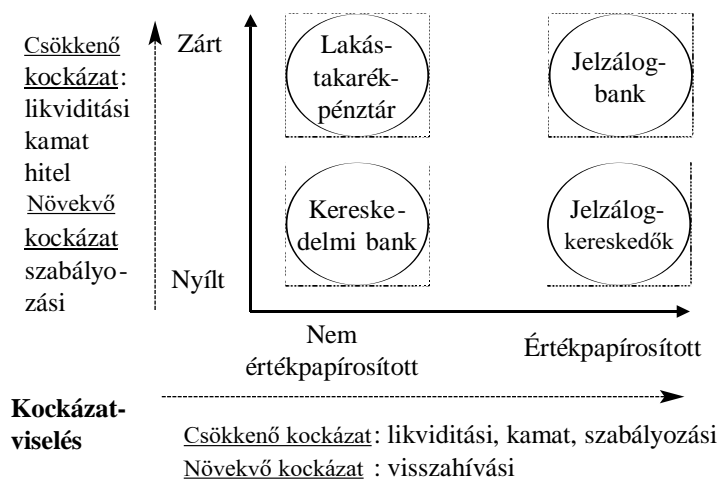 Csökkenő
kockázat:
likviditási
kamat
hitel
Növekvő
kockázat
szabályo-
zási
Zárt
Nyílt
Lakás-
takarék-
pénztár
Jelzálog-
bank
Kereske-
delmi bank
Jelzálog-
kereskedők
Nem
értékpapírosított
Értékpapírosított
Kockázat-
viselés
Csökkenő kockázat: likviditási, kamat, szabályozási
Növekvő kockázat : visszahívási